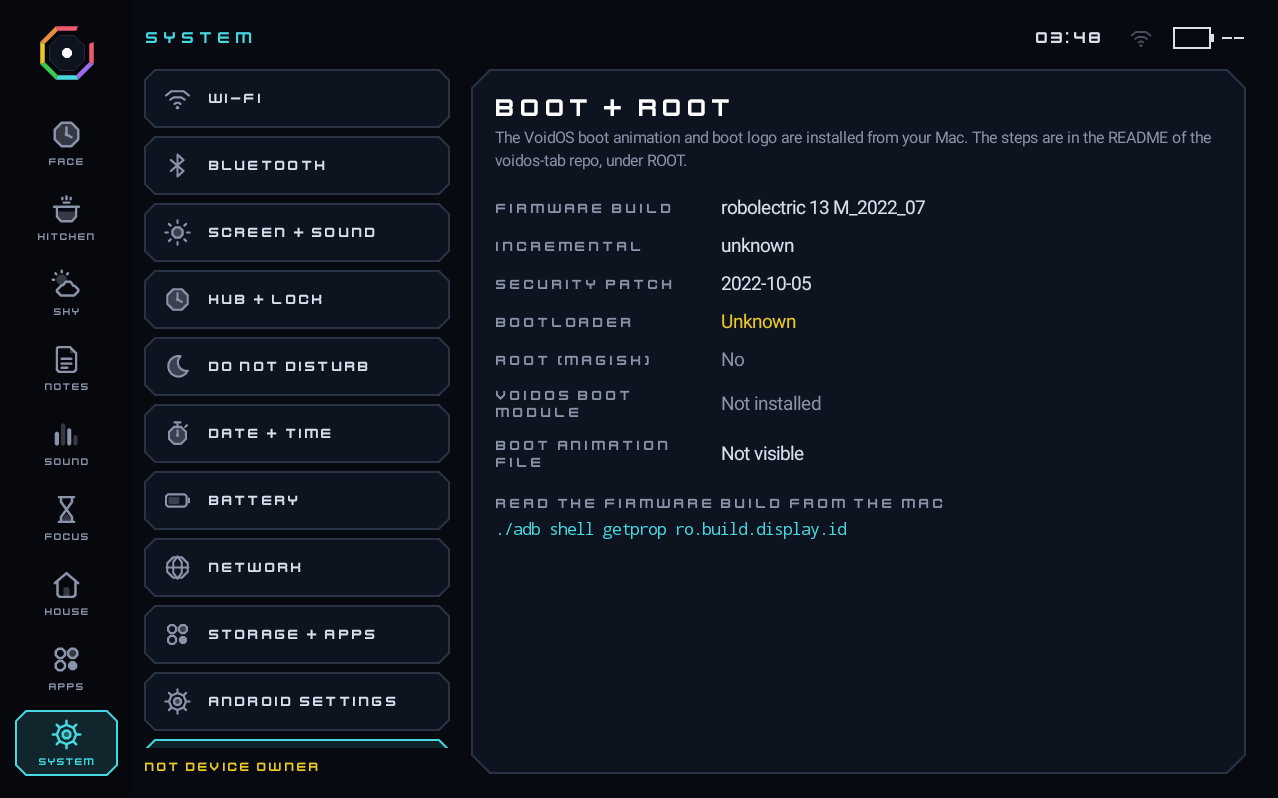 SYSTEM
03:48
--
FACE
KITCHEN
SKY
NOTES
SOUND
FOCUS
HOUSE
APPS
SYSTEM
WI-FI
BLUETOOTH
SCREEN + SOUND
HUB + LOCK
DO NOT DISTURB
DATE + TIME
BATTERY
NETWORK
STORAGE + APPS
ANDROID SETTINGS
NOT DEVICE OWNER
BOOT + ROOT
The VoidOS boot animation and boot logo are installed from your Mac. The steps are in the README of the
voidos-tab repo, under ROOT.
FIRMWARE BUILD robolectric 13 M_2022_07
INCREMENTAL unknown
SECURITY PATCH 2022-10-05
BOOTLOADER Unknown
ROOT (MAGISK) No
VOIDOS BOOT
MODULE
Not installed
BOOT ANIMATION
FILE
Not visible
READ THE FIRMWARE BUILD FROM THE MAC
./adb shell getprop ro.build.display.id